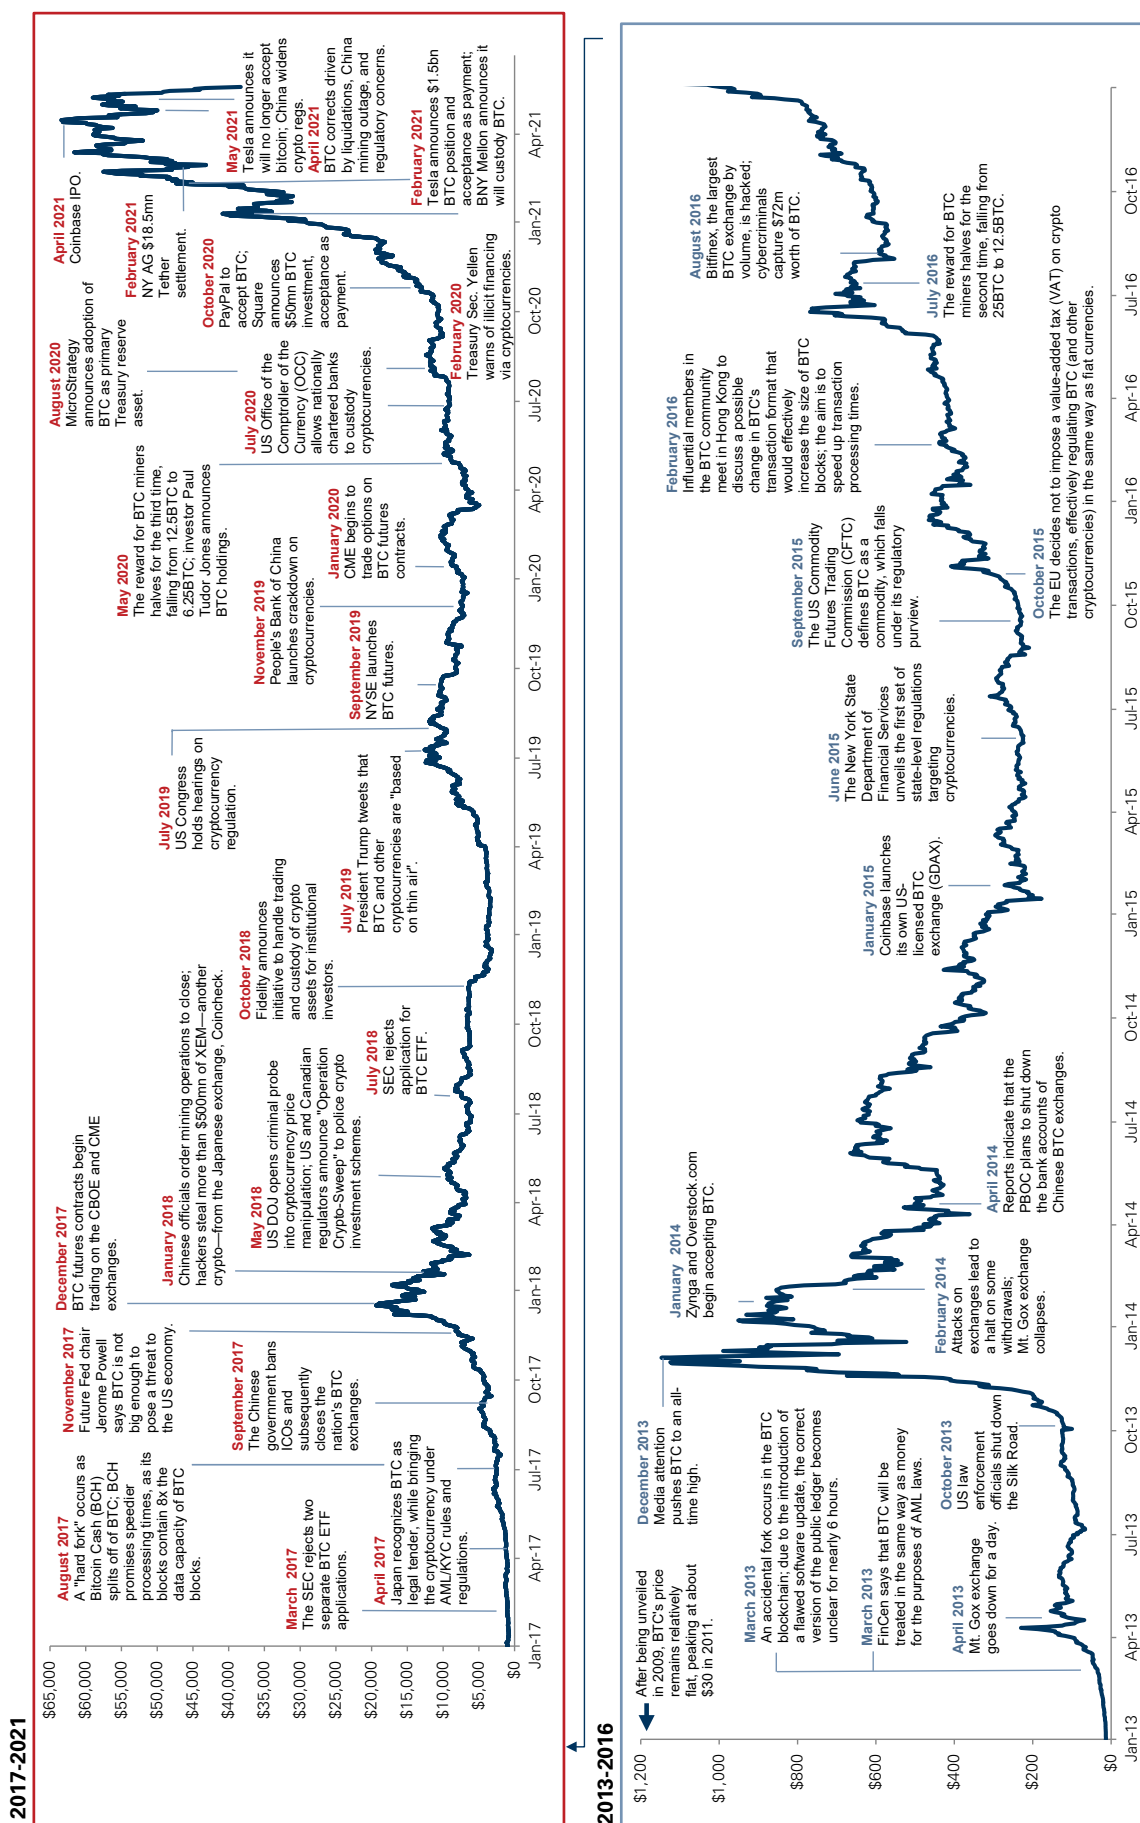 2017-2021
$65,000
$60,000
$55,000
$50,000
$45,000
$40,000
$35,000
$30,000
$25,000
$20,000
$15,000
$10,000
$5,000
$0
Jan-17
Apr-17
Jul-17
Oct-17
Jan-18
Apr-18
Jul-18
Oct-18
Jan-19
Apr-19
Jul-19
Oct-19
Jan-20
Apr-20
Jul-20
Oct-20
Jan-21
Apr-21
March 2017
The SEC rejects two
separate BTC ETF
applications.
April 2017
Japan recognizes BTC as
legal tender, while bringing
the cryptocurrency under
AML/KYC rules and
regulations.
August 2017
A "hard fork" occurs as
Bitcoin Cash (BCH)
splits off of BTC; BCH
promises speedier
processing times, as its
blocks contain 8x the
data capacity of BTC
blocks.
September 2017
The Chinese
government bans
ICOs and
subsequently
closes the
nation's BTC
exchanges.
November 2017
Future Fed chair
Jerome Powell
says BTC is not
big enough to
pose a threat to
the US economy.
December 2017
BTC futures contracts begin
trading on the CBOE and CME
exchanges.
January 2018
Chinese officials order mining operations to close;
hackers steal more than $500mn of XEM—another
crypto—from the Japanese exchange, Coincheck.
May 2018
US DOJ opens criminal probe
into cryptocurrency price
manipulation; US and Canadian
regulators announce "Operation
Crypto-Sweep" to police crypto
investment schemes.
July 2018
SEC rejects
application for
BTC ETF.
October 2018
Fidelity announces
initiative to handle trading
and custody of crypto
assets for institutional
investors.
July 2019
President Trump tweets that
BTC and other
cryptocurrencies are "based
on thin air".
July 2019
US Congress
holds hearings on
cryptocurrency
regulation.
September 2019
NYSE launches
BTC futures.
November 2019
People's Bank of China
launches crackdown on
cryptocurrencies.
January 2020
CME begins to
trade options on
BTC futures
contracts.
May 2020
The reward for BTC miners
halves for the third time,
falling from 12.5BTC to
6.25BTC; investor Paul
Tudor Jones announces
BTC holdings.
July 2020
US Office of the
Comptroller of the
Currency (OCC)
allows nationally
chartered banks
to custody
cryptocurrencies.
August 2020
MicroStrategy
announces adoption of
BTC as primary
Treasury reserve
asset.
October 2020
PayPal to
accept BTC;
Square
announces
$50mn BTC
investment,
acceptance as
payment.
February 2020
Treasury Sec. Yellen
warns of illicit financing
via cryptocurrencies.
February 2021
NY AG $18.5mn
Tether
settlement.
April 2021
Coinbase IPO.
February 2021
Tesla announces $1.5bn
BTC position and
acceptance as payment;
BNY Mellon announces it
will custody BTC.
May 2021
Tesla announces it
will no longer accept
bitcoin; China widens
crypto regs.
April 2021
BTC corrects driven
by liquidations, China
mining outage, and
regulatory concerns.
2013-2016
$1,200
$1,000
$800
$600
$400
$200
$
Jan-13
Apr-13
Jul-13
Oct-13
Jan-14
Apr-14
Jul-14
Oct-14
Jan-15
Apr-15
Jul-15
Oct-15
Jan-16
Apr-16
Jul-16
Oct-16
After being unveiled
in 2009, BTC's price
remains relatively
flat, peaking at about
$30 in 2011.
March 2013
An accidental fork occurs in the BTC
blockchain; due to the introduction of
a flawed software update, the correct
version of the public ledger becomes
unclear for nearly 6 hours.
March 2013
FinCen says that BTC will be
treated in the same way as money
for the purposes of AML laws.
April 2013
Mt. Gox exchange
goes down for a day.
October 2013
US law
enforcement
officials shut down
the Silk Road.
December 2013
Media attention
pushes BTC to an all-
time high.
January 2014
Zynga and Overstock.com
begin accepting BTC.
February 2014
Attacks on
exchanges lead to
a halt on some
withdrawals;
Mt. Gox exchange
collapses.
April 2014
Reports indicate that the
PBOC plans to shut down
the bank accounts of
Chinese BTC exchanges.
January 2015
Coinbase launches
its own US-
licensed BTC
exchange (GDAX).
June 2015
The New York State
Department of
Financial Services
unveils the first set of
state-level regulations
targeting
cryptocurrencies.
September 2015
The US Commodity
Futures Trading
Commission (CFTC)
defines BTC as a
commodity, which falls
under its regulatory
purview.
October 2015
The EU decides not to impose a value-added tax (VAT) on crypto
transactions, effectively regulating BTC (and other
cryptocurrencies) in the same way as fiat currencies.
February 2016
Influential members in
the BTC community
meet in Hong Kong to
discuss a possible
change in BTC's
transaction format that
would effectively
increase the size of BTC
blocks; the aim is to
speed up transaction
processing times.
July 2016
The reward for BTC
miners halves for the
second time, falling from
25BTC to 12.5BTC.
August 2016
Bitfinex, the largest
BTC exchange by
volume, is hacked;
cybercriminals
capture $72m
worth of BTC.